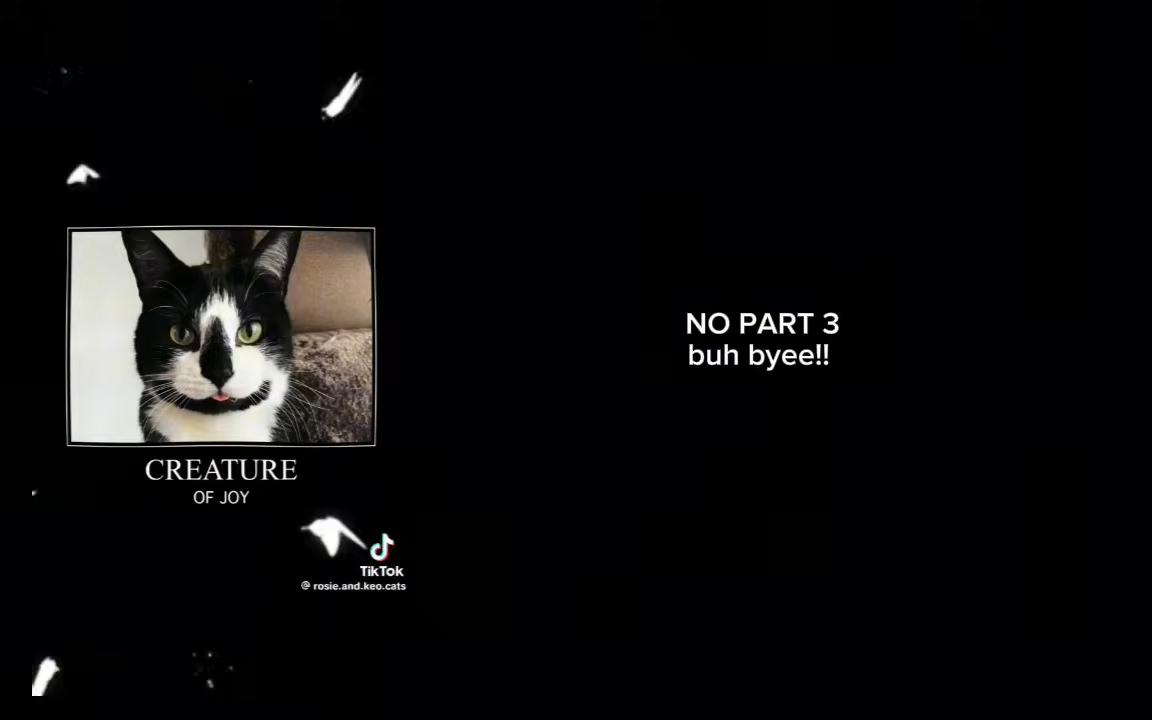 CREATURE
OF JOY
TikTok
@ rosie.and.keo.cats
NO PART 3
buh byee!!